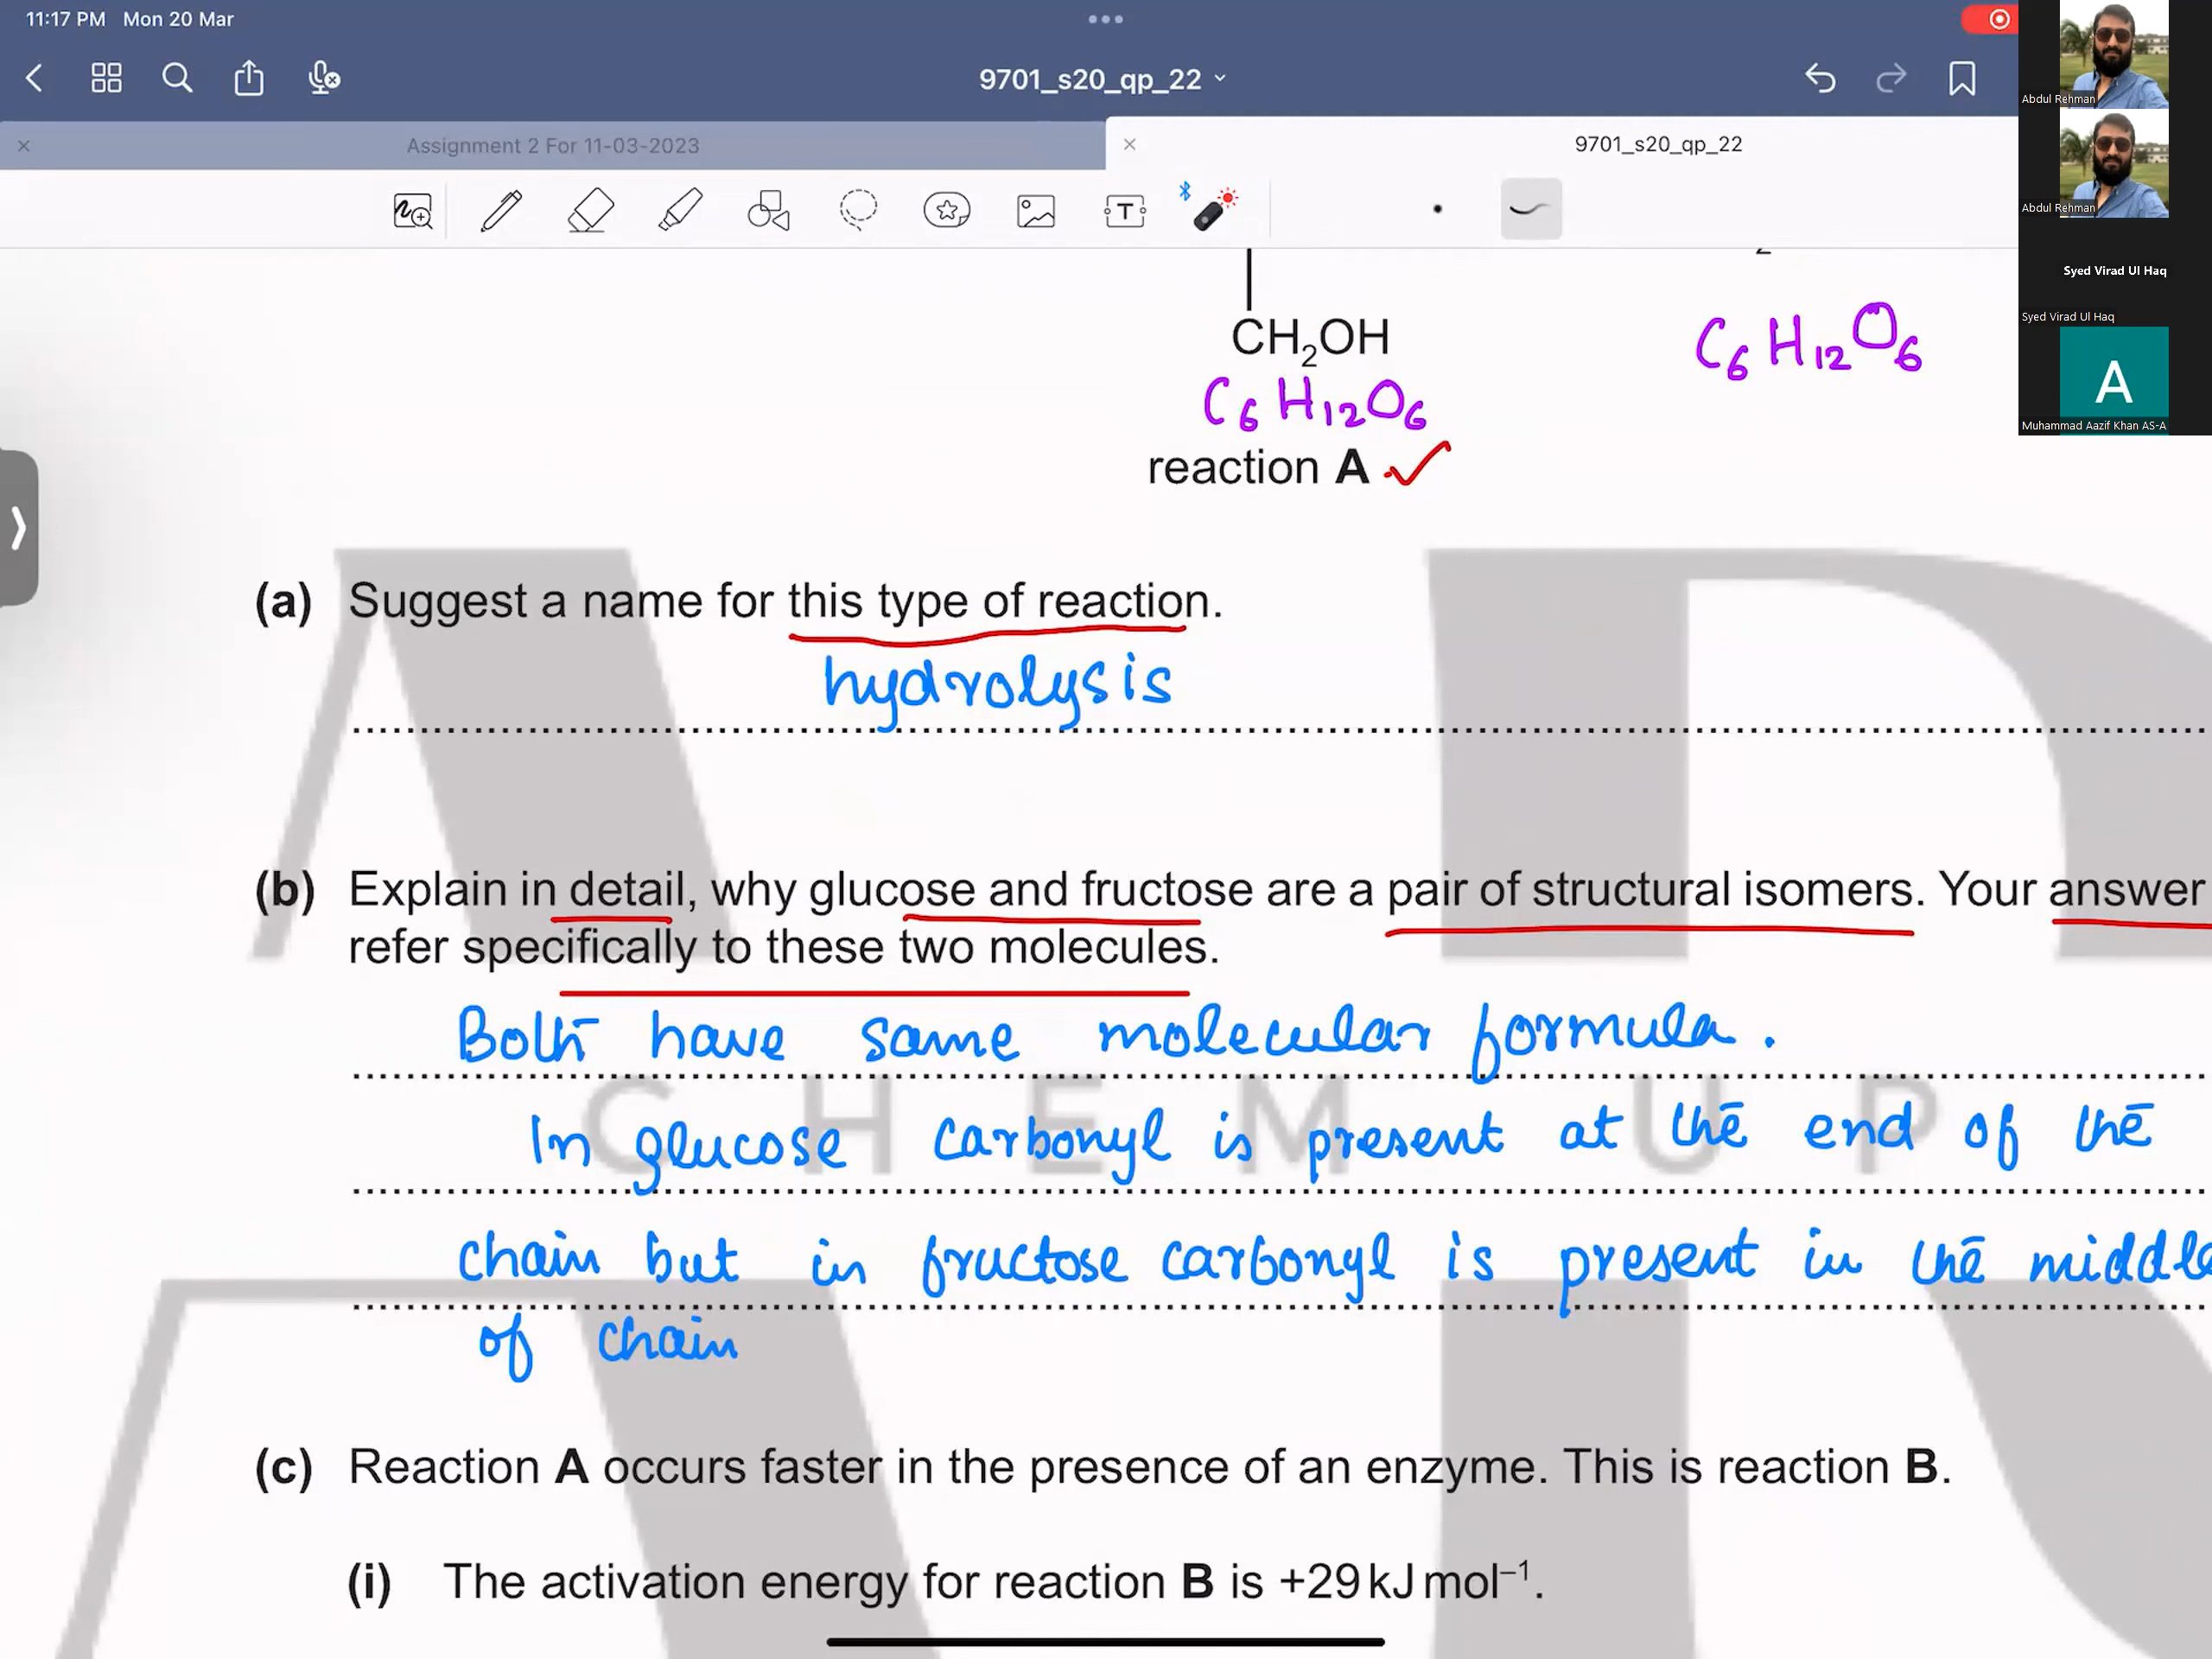 11:17 PM Mon 20 Mar
9701_s20_qp_22
Assignment 2 For 11-03-2023
9701_s20_qp_22
T
Abdul Rehman
Abdul Rehman
Syed Virad Ul Haq
Syed Virad Ul Haq
A
Muhammad Aazif Khan AS-A
2
CH2OH
C6H12O6
C6H12O6
reaction A ✓
(a) Suggest a name for this type of reaction.
hydrolysis
(b) Explain in detail, why glucose and fructose are a pair of structural isomers. Your answer
refer specifically to these two molecules.
Both have same molecular formula.
CHEM UP
In glucose carbonyl is present at the end of the
chain but in fructose carbonyl is present in the middle
of chain
(c) Reaction A occurs faster in the presence of an enzyme. This is reaction B.
(i) The activation energy for reaction B is +29 kJ mol⁻¹.